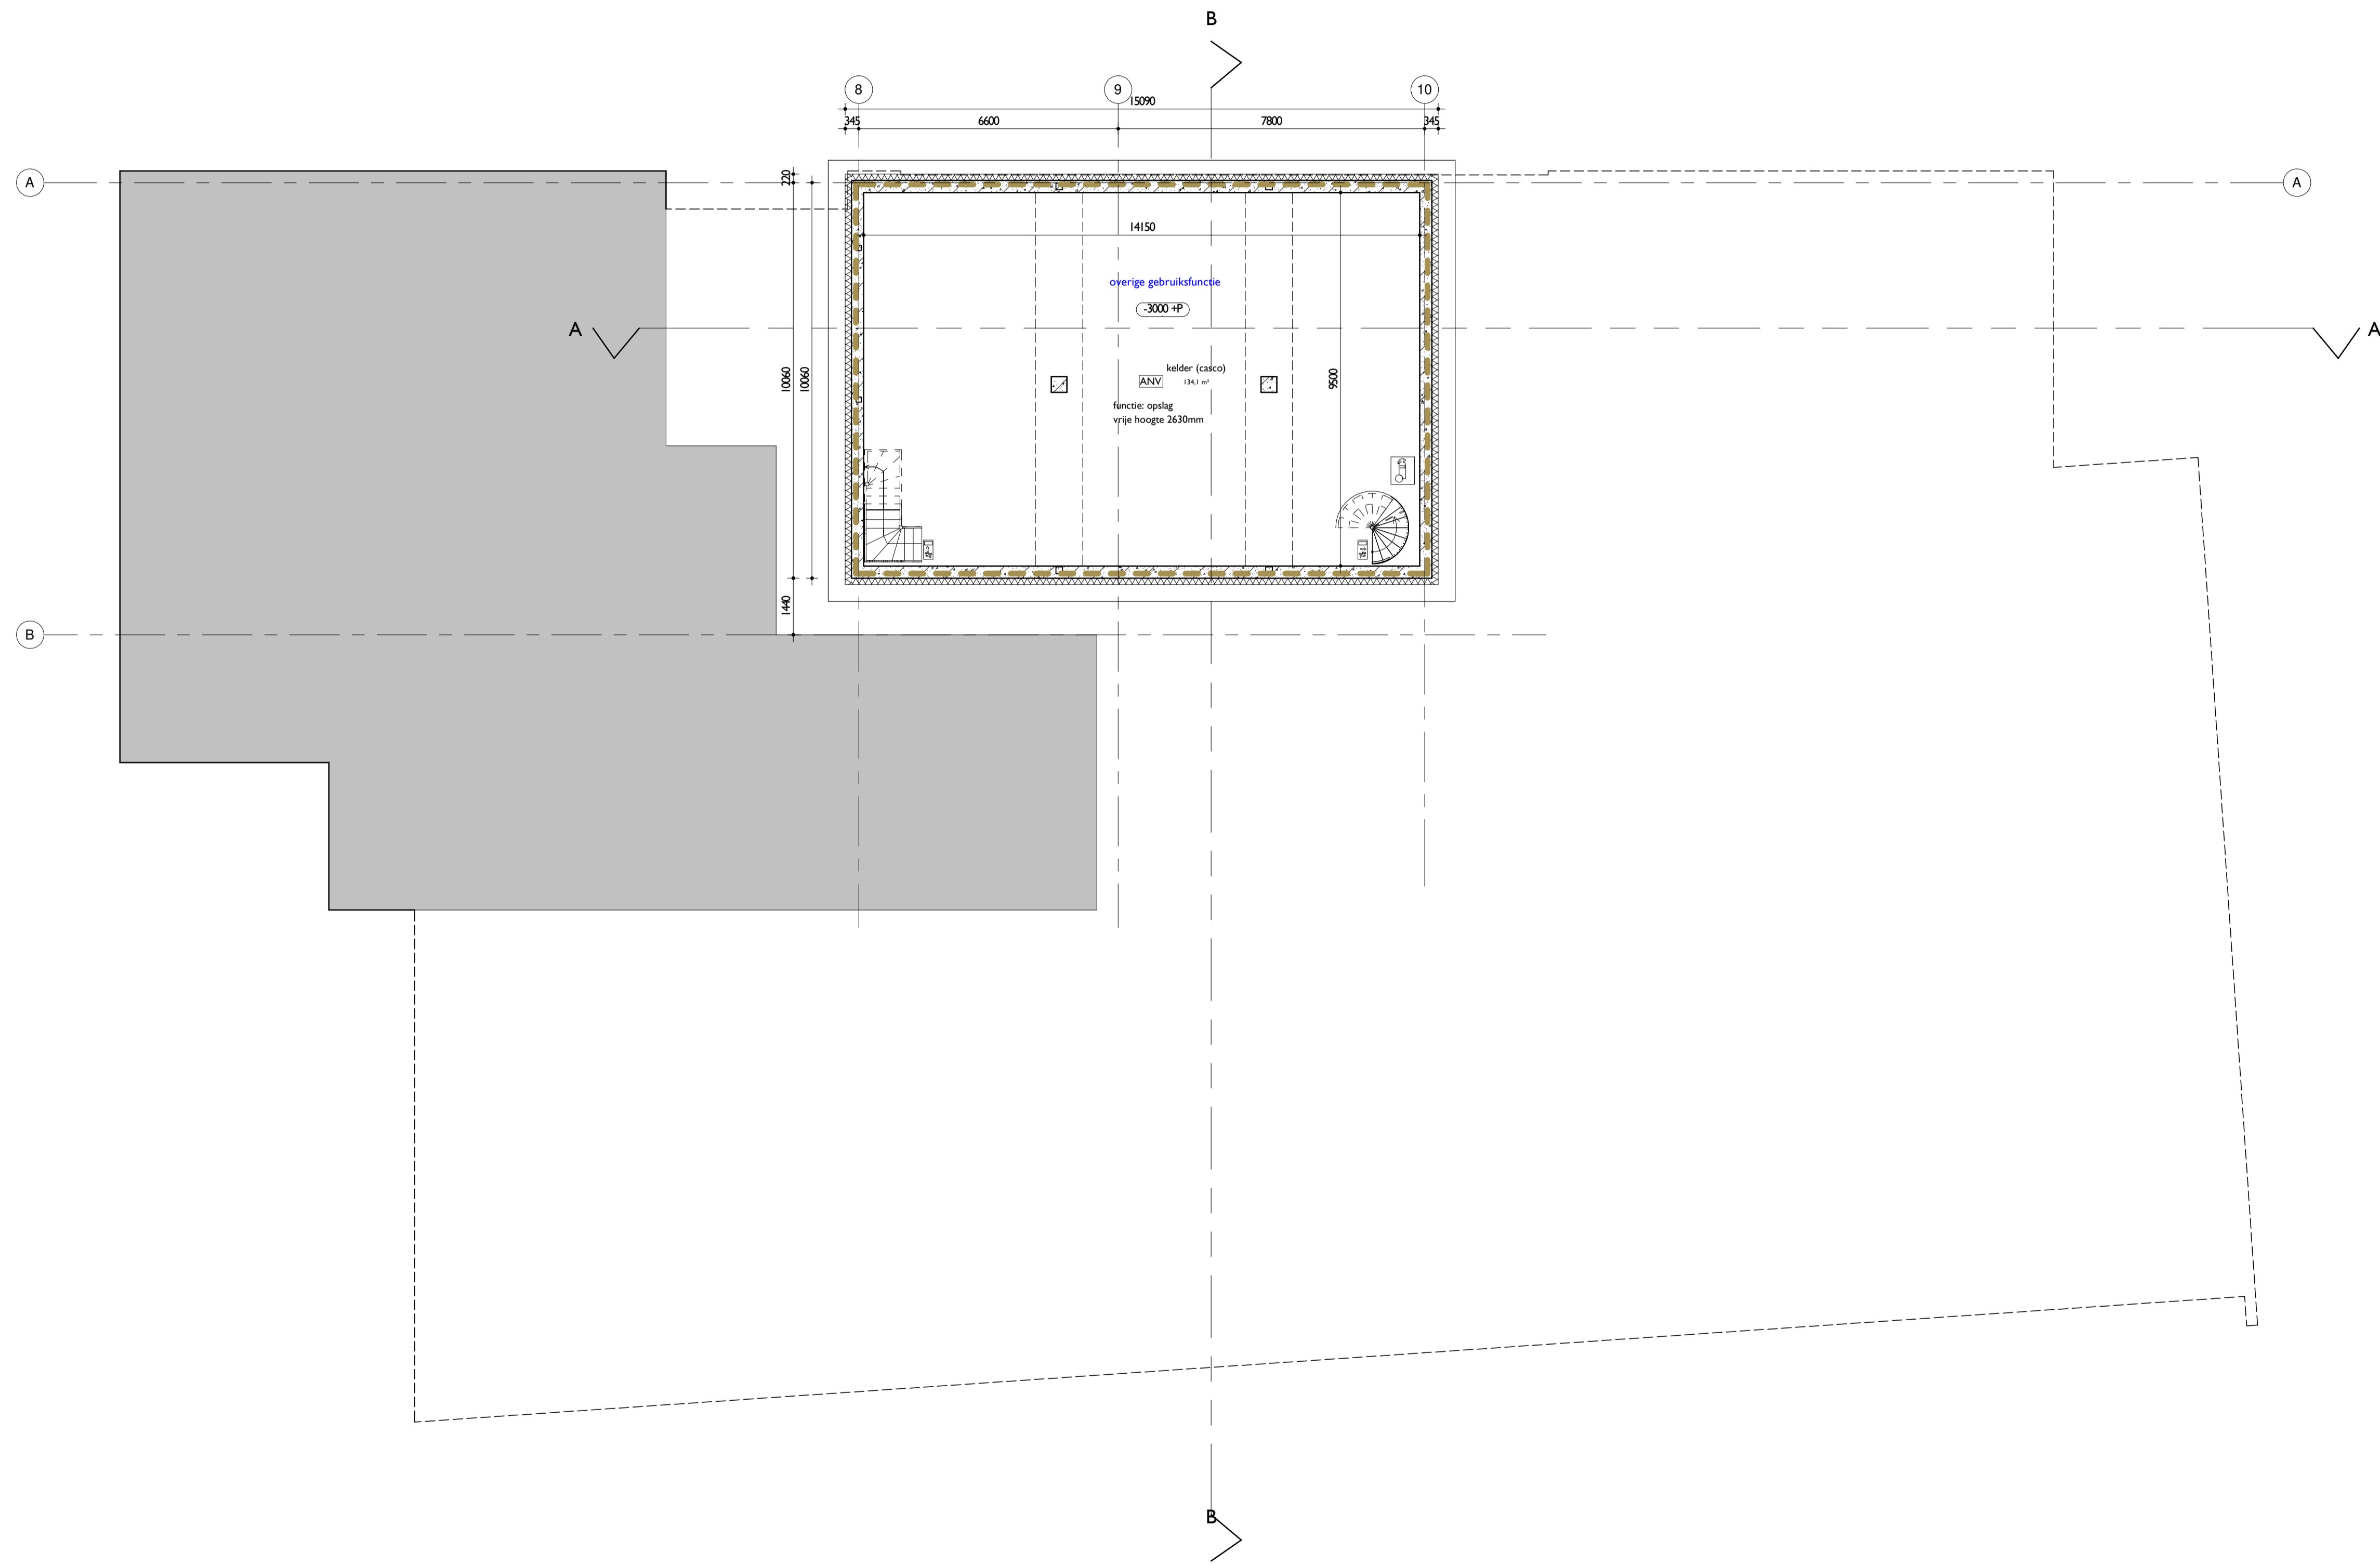 B
8
9
10
15090
345
6600
7800
345
A
220
A
14150
overige gebruiksfunctie
-3000 +P
A
A
kelder (casco)
ANV
134,1 m²
10060
10060
9500
functie: opslag
vrije hoogte 2630mm
1440
B
B